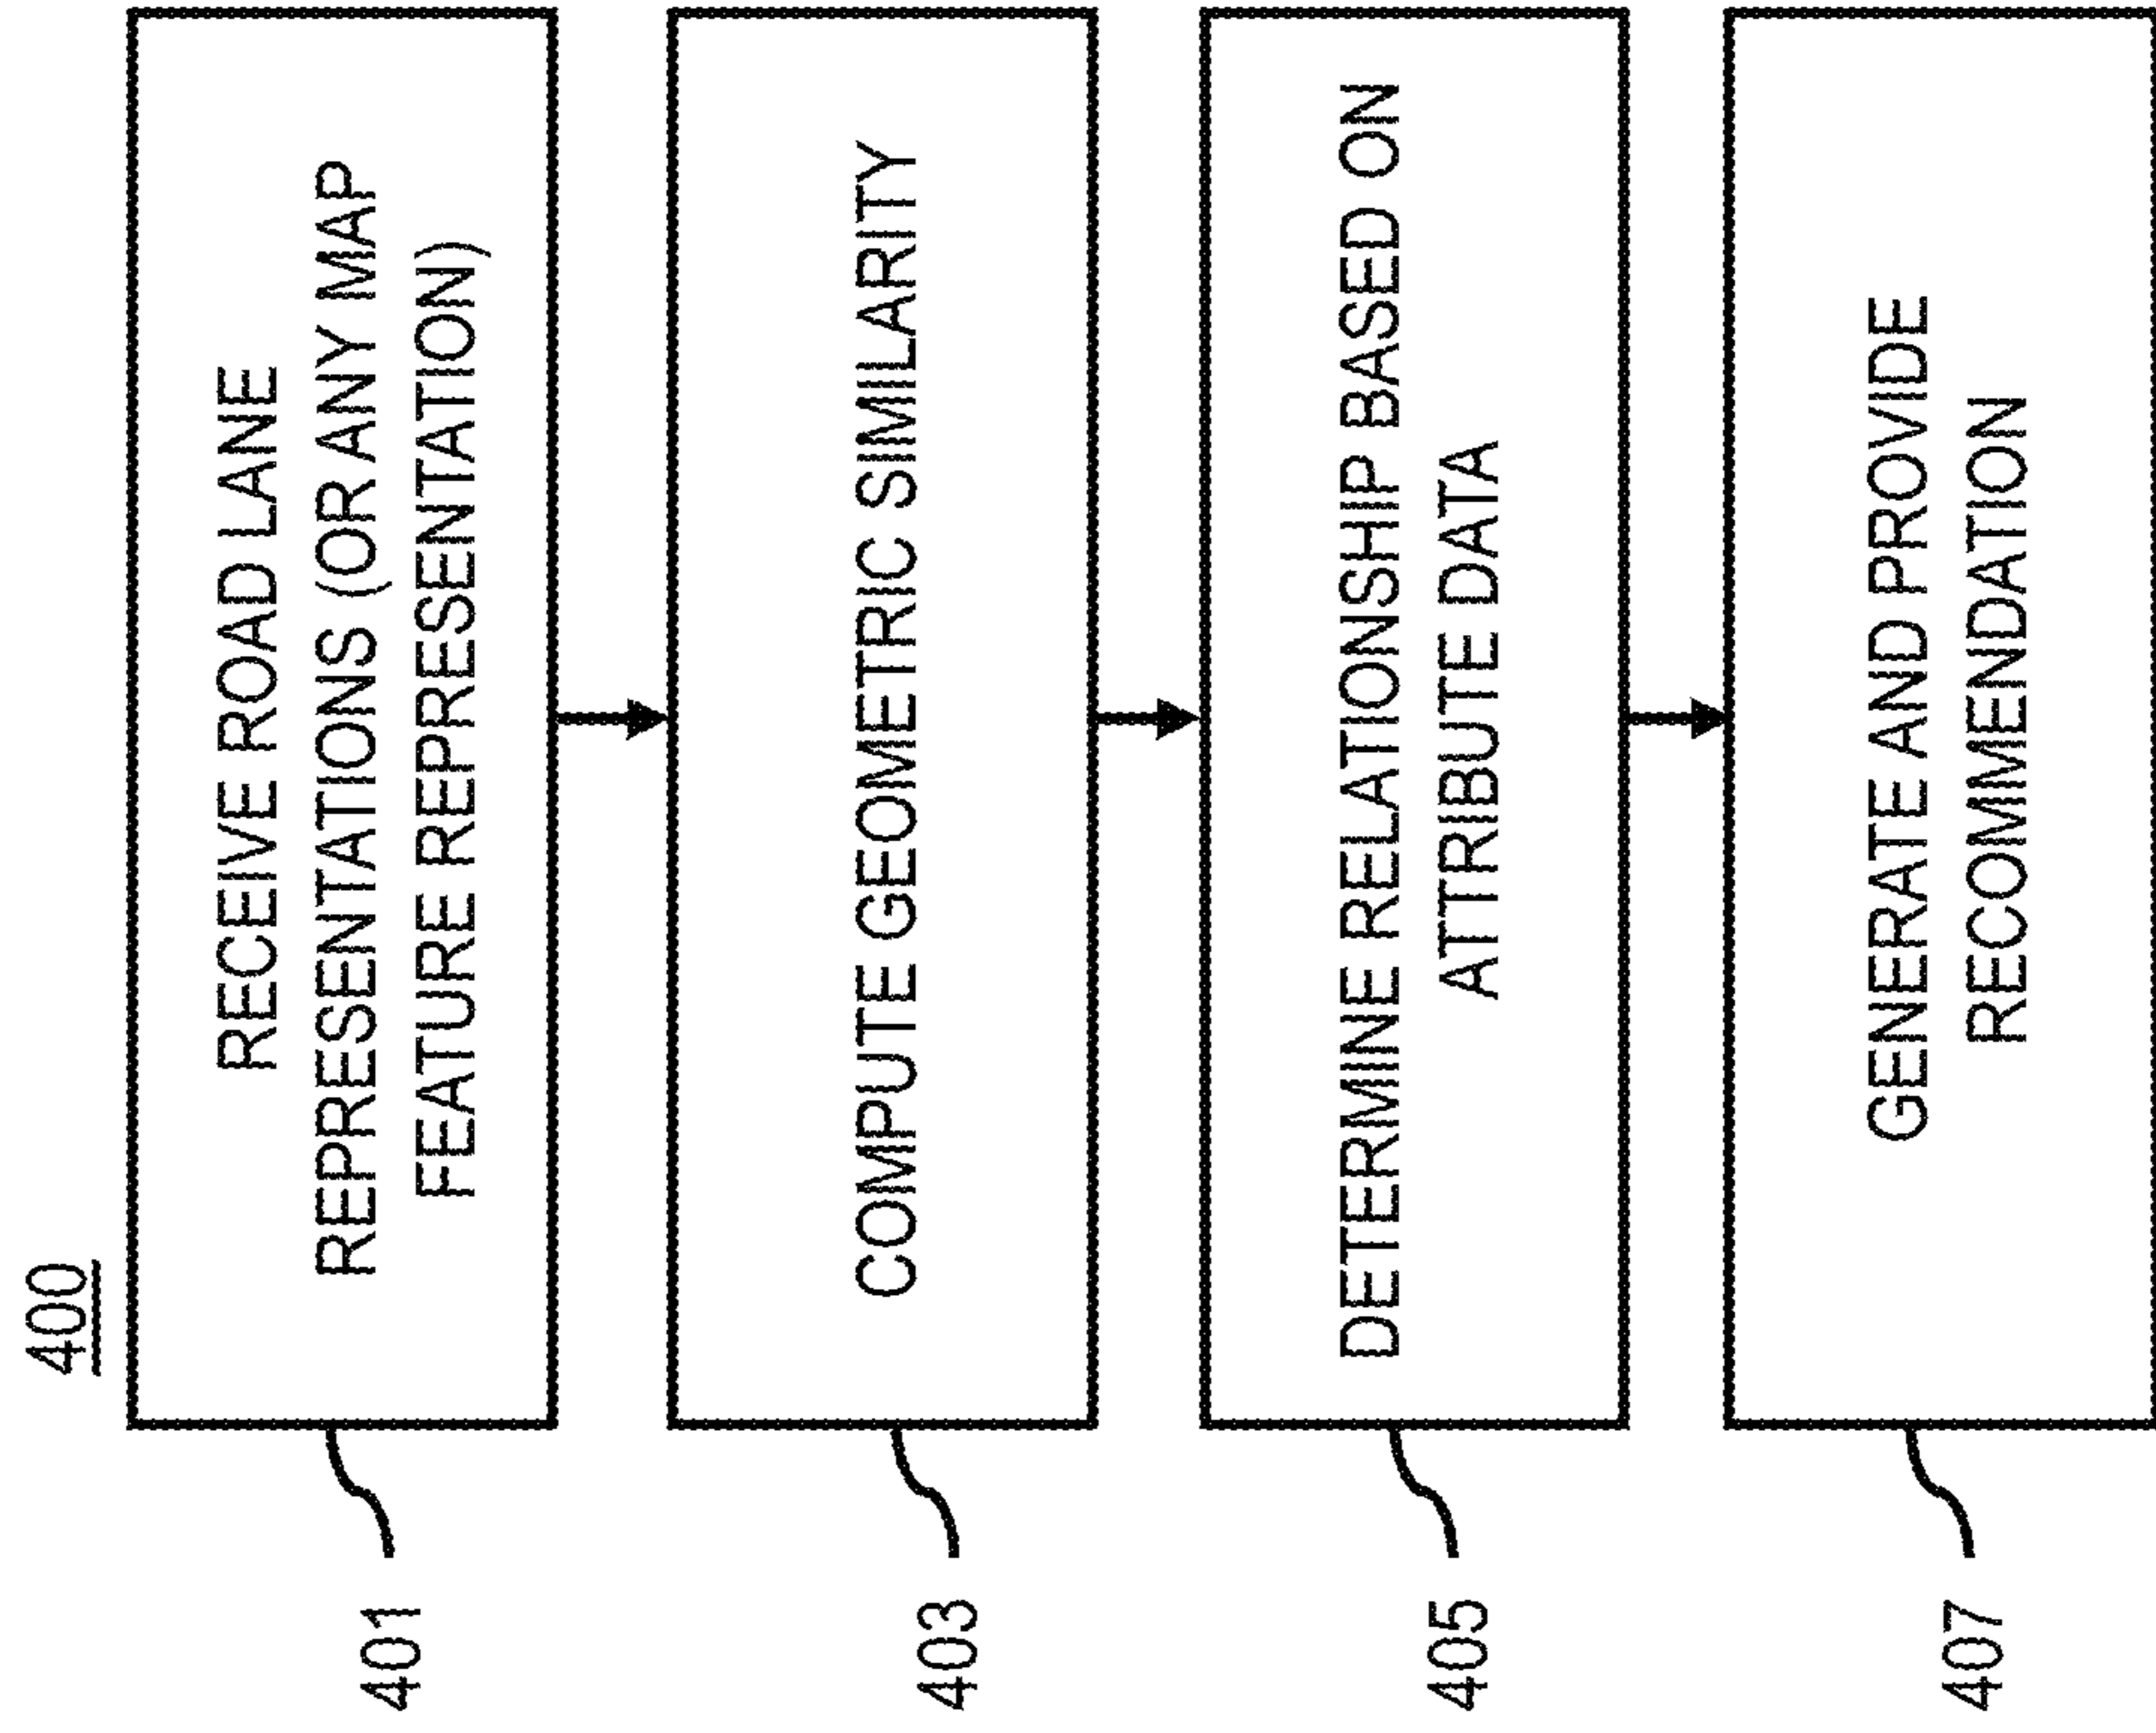 400
401
RECEIVE ROAD LANE
REPRESENTATIONS (OR ANY MAP
FEATURE REPRESENTATION)
403
COMPUTE GEOMETRIC SIMILARITY
405
DETERMINE RELATIONSHIP BASED ON
ATTRIBUTE DATA
407
GENERATE AND PROVIDE
RECOMMENDATION